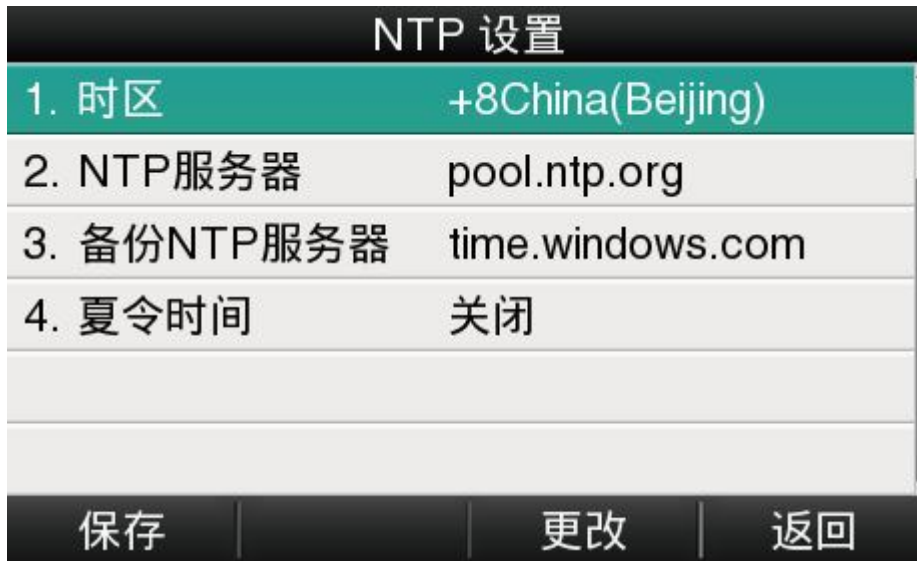 NTP 设置
1. 时区 +8China(Beijing)
2. NTP服务器 pool.ntp.org
3. 备份NTP服务器 time.windows.com
4. 夏令时间 关闭
保存 更改 返回